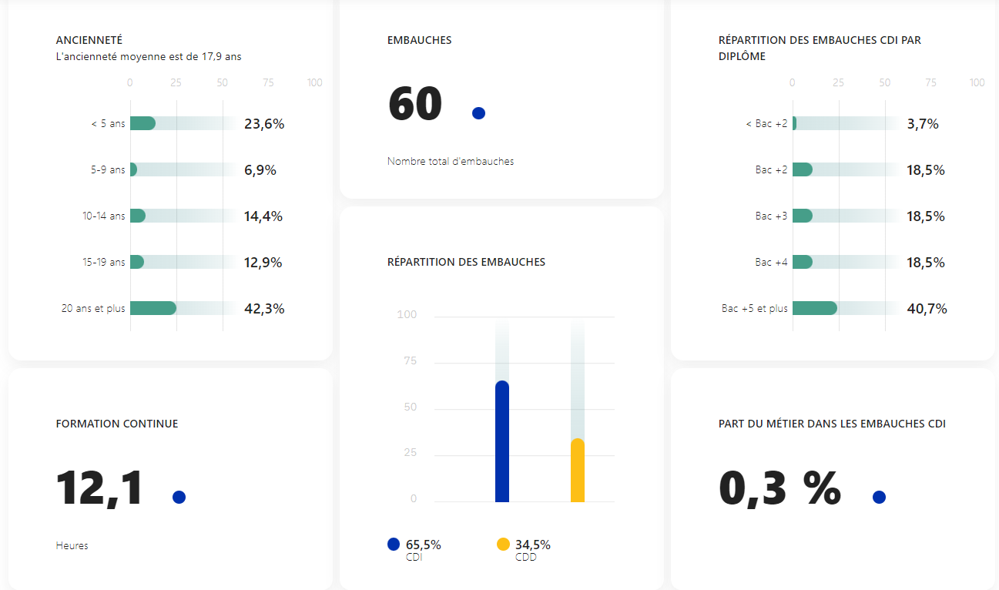 ANCIENNETÉ
L'ancienneté moyenne est de 17,9 ans
0 25 50 75 100
< 5 ans 23,6%
5-9 ans 6,9%
10-14 ans 14,4%
15-19 ans 12,9%
20 ans et plus 42,3%
FORMATION CONTINUE
12,1
Heures
EMBAUCHES
60
Nombre total d'embauches
RÉPARTITION DES EMBAUCHES
100
75
50
25
0
65,5% 34,5%
CDI CDD
RÉPARTITION DES EMBAUCHES CDI PAR
DIPLÔME
0 25 50 75 100
< Bac +2 3,7%
Bac +2 18,5%
Bac +3 18,5%
Bac +4 18,5%
Bac +5 et plus 40,7%
PART DU MÉTIER DANS LES EMBAUCHES CDI
0,3 %